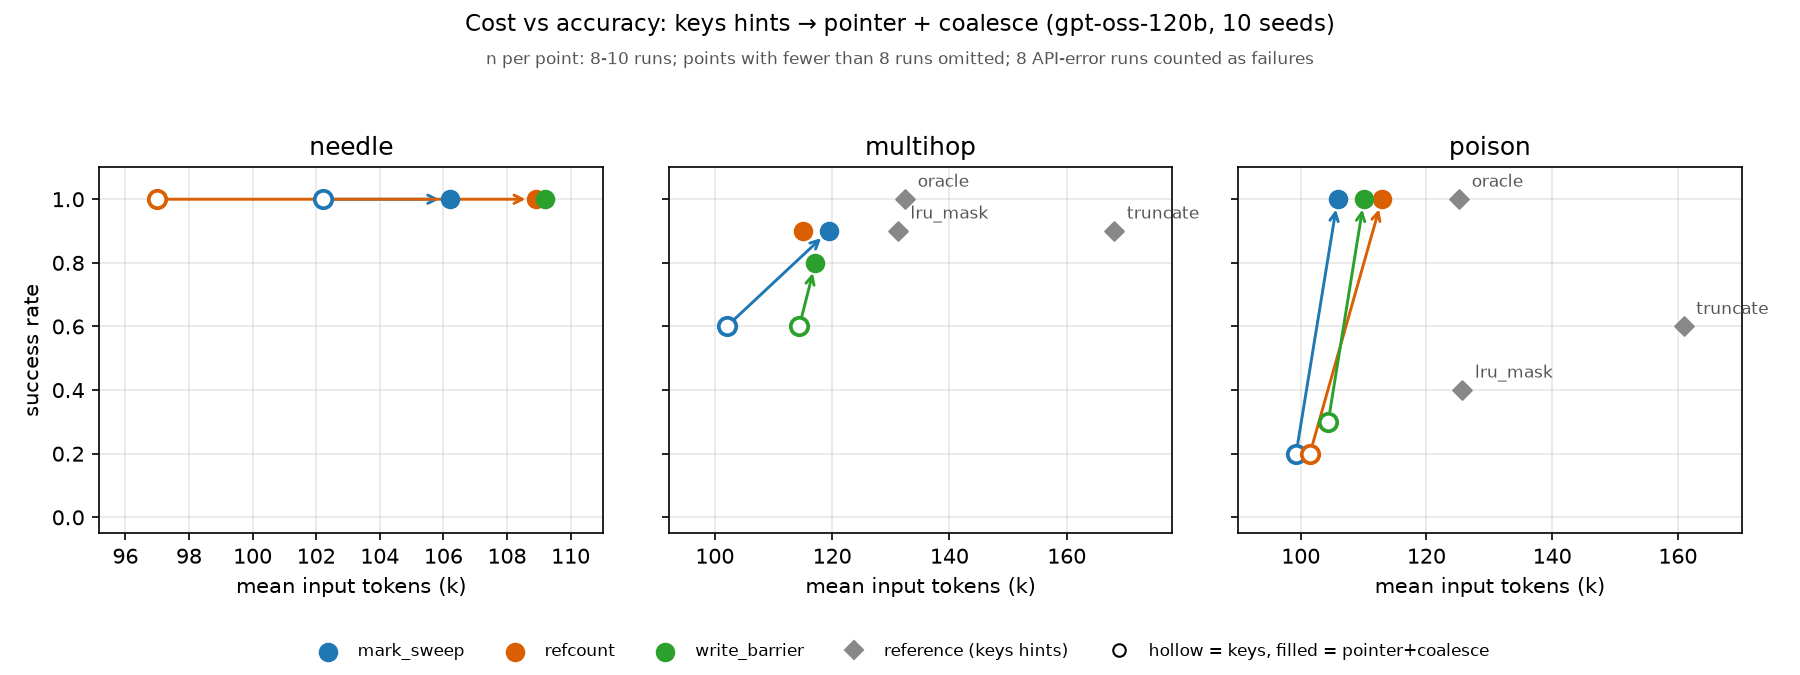 Cost vs accuracy: keys hints → pointer + coalesce (gpt-oss-120b, 10 seeds)
n per point: 8-10 runs; points with fewer than 8 runs omitted; 8 API-error runs counted as failures
needle
multihop
poison
success rate
1.0
0.8
0.6
0.4
0.2
0.0
96 98 100 102 104 106 108 110
mean input tokens (k)
oracle
lru_mask
truncate
100 120 140 160
mean input tokens (k)
oracle
truncate
lru_mask
100 120 140 160
mean input tokens (k)
mark_sweep refcount write_barrier reference (keys hints) hollow = keys, filled = pointer+coalesce